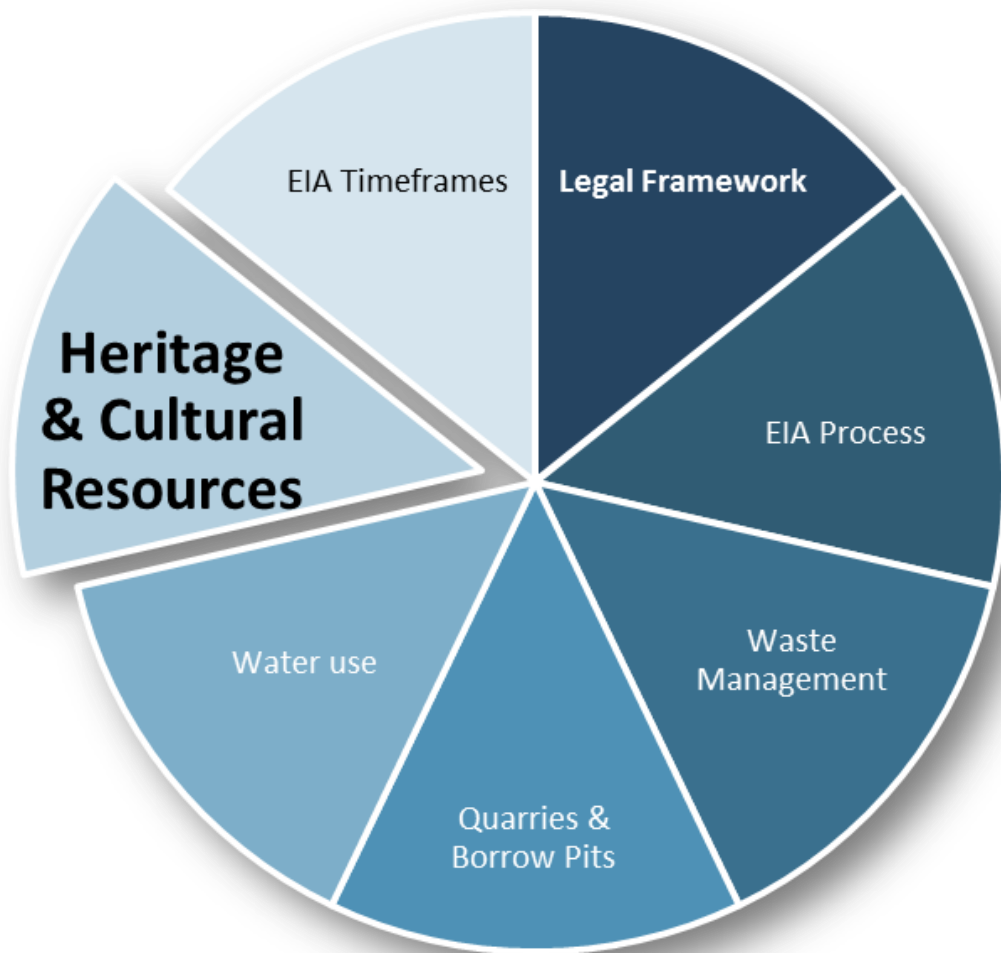 EIA Timeframes
Legal Framework
Heritage
& Cultural
Resources
EIA Process
Water use
Waste
Management
Quarries &
Borrow Pits